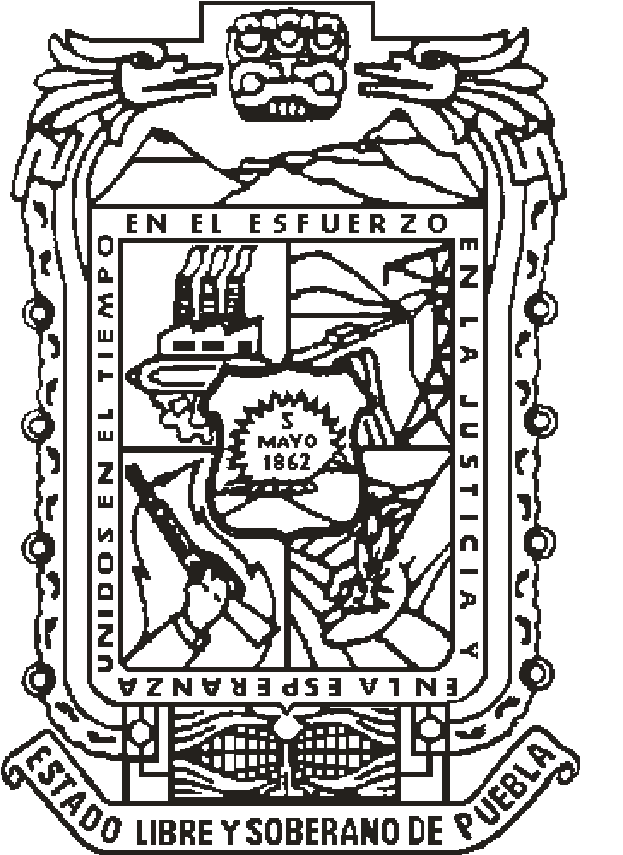 UNIDOS EN EL TIEMPO
EN EL ESFUERZO
EN LA JUSTICIA Y
EN LA ESPERANZA
5
MAYO
1862
ESTADO LIBRE Y SOBERANO DE PUEBLA